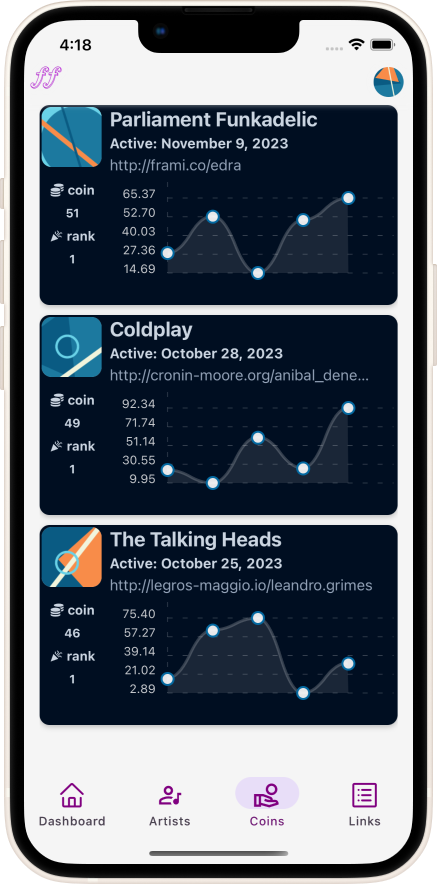 4:18
ff
Parliament Funkadelic
Active: November 9, 2023
http://frami.co/edra
coin
51
rank
1
65.37
52.70
40.03
27.36
14.69
Coldplay
Active: October 28, 2023
http://cronin-moore.org/anibal_dene...
coin
49
rank
1
92.34
71.74
51.14
30.55
9.95
The Talking Heads
Active: October 25, 2023
http://legros-maggio.io/leandro.grimes
coin
46
rank
1
75.40
57.27
39.14
21.02
2.89
Dashboard
Artists
Coins
Links